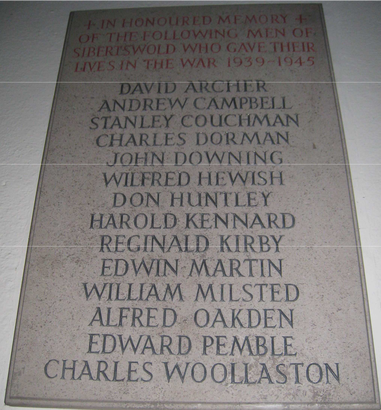 + IN HONOURED MEMORY +
OF THE FOLLOWING MEN OF
SIBERTSWOLD WHO GAVE THEIR
LIVES IN THE WAR 1939-1945
DAVID ARCHER
ANDREW CAMPBELL
STANLEY COUCHMAN
CHARLES DORMAN
JOHN DOWNING
WILFRED HEWISH
DON HUNTLEY
HAROLD KENNARD
REGINALD KIRBY
EDWIN MARTIN
WILLIAM MILSTED
ALFRED OAKDEN
EDWARD PEMBLE
CHARLES WOOLLASTON